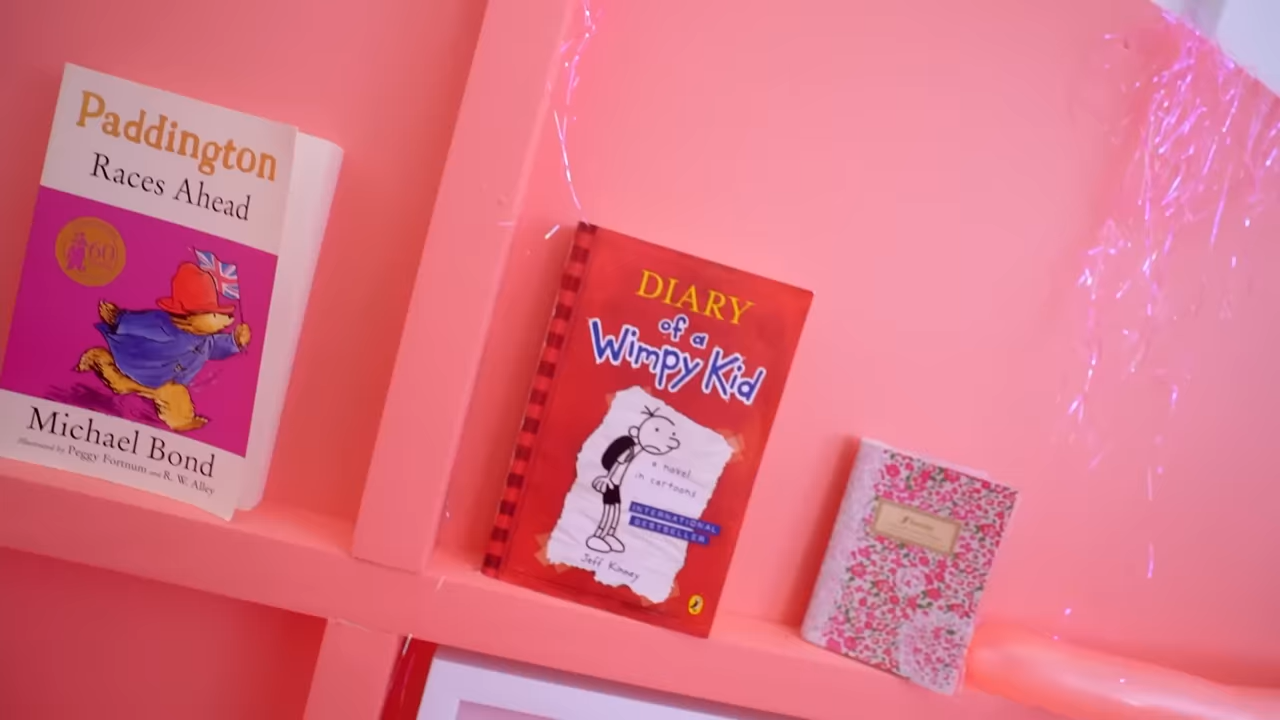 Paddington
Races Ahead
60
Michael Bond
Illustrated by Peggy Fortnum and R. W. Alley
DIARY
of a
Wimpy Kid
a novel
in cartoons
INTERNATIONAL
BESTSELLER
Jeff Kinney